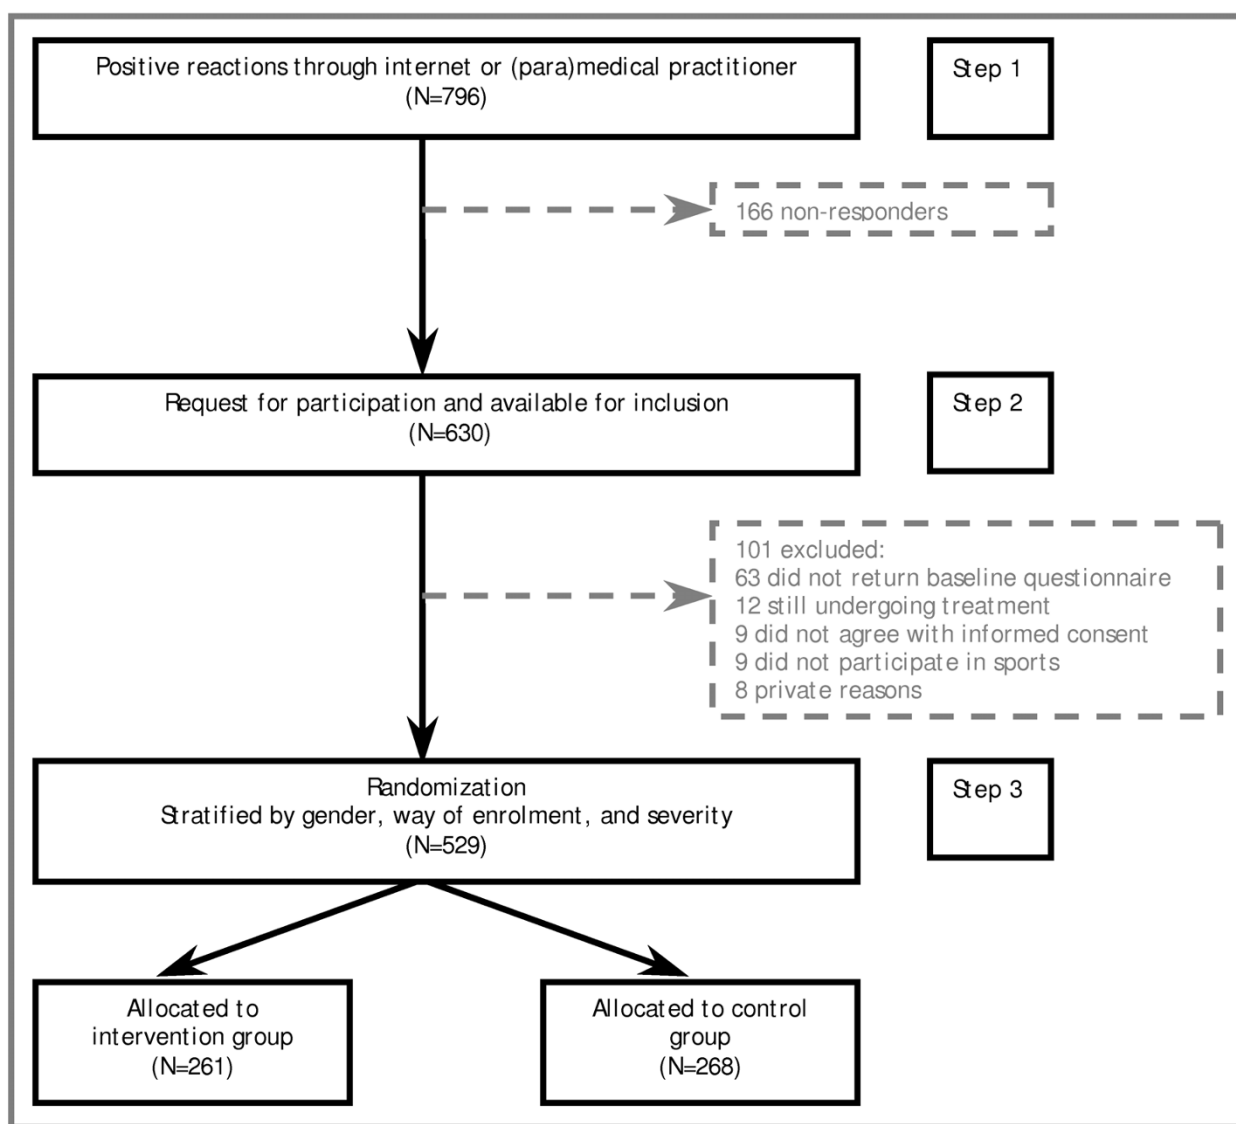 Positive reactions through internet or (para)medical practitioner
(N=796)
Step 1
166 non-responders
Request for participation and available for inclusion
(N=630)
Step 2
101 excluded:
63 did not return baseline questionnaire
12 still undergoing treatment
9 did not agree with informed consent
9 did not participate in sports
8 private reasons
Randomization
Stratified by gender, way of enrolment, and severity
(N=529)
Step 3
Allocated to
intervention group
(N=261)
Allocated to control
group
(N=268)